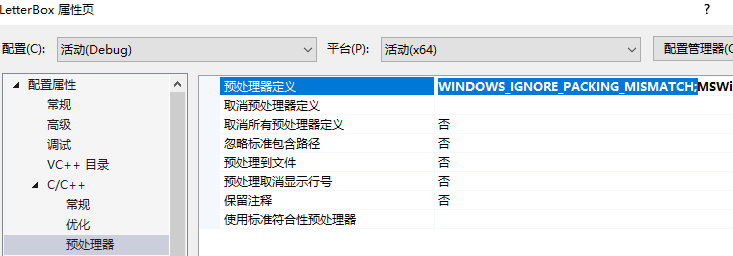 LetterBox 属性页
?
配置(C): 活动(Debug) 平台(P): 活动(x64) 配置管理器(
配置属性
常规
高级
调试
VC++ 目录
C/C++
常规
优化
预处理器
预处理器定义 WINDOWS_IGNORE_PACKING_MISMATCH;MSWi
取消预处理器定义
取消所有预处理器定义 否
忽略标准包含路径 否
预处理到文件 否
预处理取消显示行号 否
保留注释 否
使用标准符合性预处理器